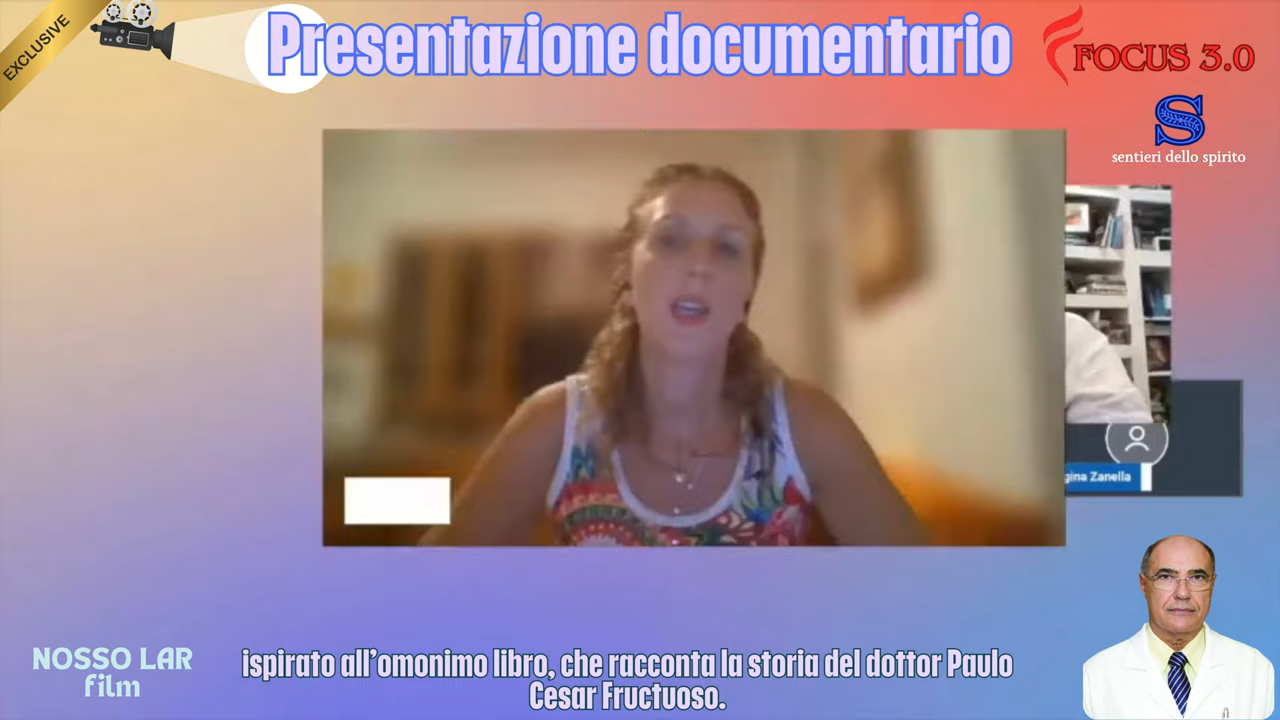 EXCLUSIVE
Presentazione documentario
FOCUS 3.0
S
sentieri dello spirito
gina Zanella
NOSSO LAR
film
ispirato all'omonimo libro, che racconta la storia del dottor Paulo
Cesar Fructuoso.